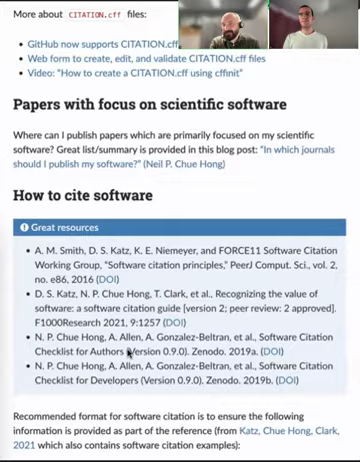 More about CITATION.cff files:
• GitHub now supports CITATION.cff
• Web form to create, edit, and validate CITATION.cff files
• Video: "How to create a CITATION.cff using cffinit"
Papers with focus on scientific software
Where can I publish papers which are primarily focused on my scientific
software? Great list/summary is provided in this blog post: "In which journals
should I publish my software?" (Neil P. Chue Hong)
How to cite software
Great resources
• A. M. Smith, D. S. Katz, K. E. Niemeyer, and FORCE11 Software Citation
Working Group, "Software citation principles," PeerJ Comput. Sci., vol. 2,
no. e86, 2016 (DOI)
• D. S. Katz, N. P. Chue Hong, T. Clark, et al., Recognizing the value of
software: a software citation guide [version 2; peer review: 2 approved].
F1000Research 2021, 9:1257 (DOI)
• N. P. Chue Hong, A. Allen, A. Gonzalez-Beltran, et al., Software Citation
Checklist for Authors (Version 0.9.0). Zenodo. 2019a. (DOI)
• N. P. Chue Hong, A. Allen, A. Gonzalez-Beltran, et al., Software Citation
Checklist for Developers (Version 0.9.0). Zenodo. 2019b. (DOI)
Recommended format for software citation is to ensure the following
information is provided as part of the reference (from Katz, Chue Hong, Clark,
2021 which also contains software citation examples):